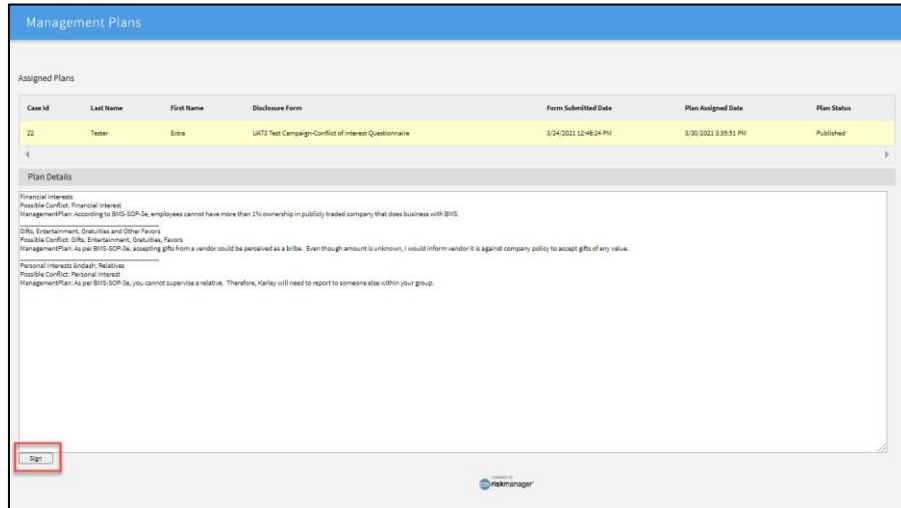 Management Plans
Assigned Plans
Case Id Last Name First Name Disclosure Form Form Submitted Date Plan Assigned Date Plan Status
22 Tester Extra UAT3 Test Campaign-Conflict of Interest Questionnaire 3/24/2021 12:48:24 PM 3/30/2021 3:39:51 PM Published
Plan Details
Financial Interests
Possible Conflict: Financial Interest
ManagementPlan: According to BMS-SOP-3e, employees cannot have more than 1% ownership in publicly traded company that does business with BMS.
Gifts, Entertainment, Gratuities and Other Favors
Possible Conflict: Gifts, Entertainment, Gratuities, Favors
ManagementPlan: As per BMS-SOP-3e, accepting gifts from a vendor could be perceived as a bribe. Even though amount is unknown, I would inform vendor it is against company policy to accept gifts of any value.
Personal Interests &ndash; Relatives
Possible Conflict: Personal Interest
ManagementPlan: As per BMS-SOP-3e, you cannot supervise a relative. Therefore, Karley will need to report to someone else within your group.
Sign
POWERED BY
riskmanager